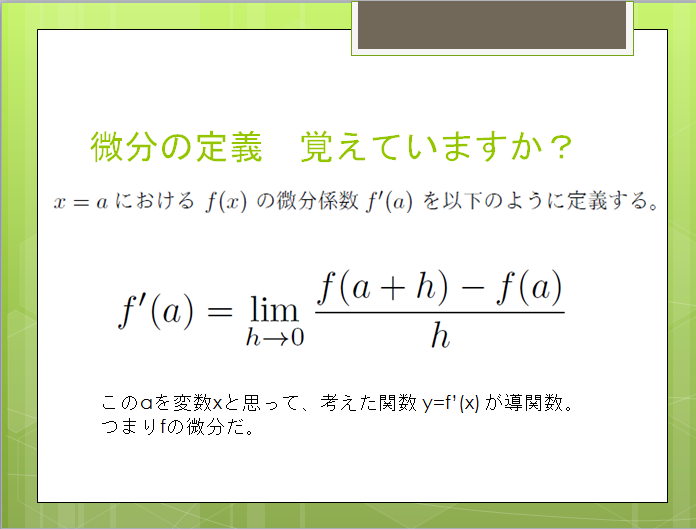 微分の定義　覚えていますか？
x = a における f(x) の微分係数 f′(a) を以下のように定義する。
f′(a) = lim_{h→0} \frac{f(a + h) − f(a)}{h}
このaを変数xと思って、考えた関数 y=f'(x) が導関数。
つまりfの微分だ。